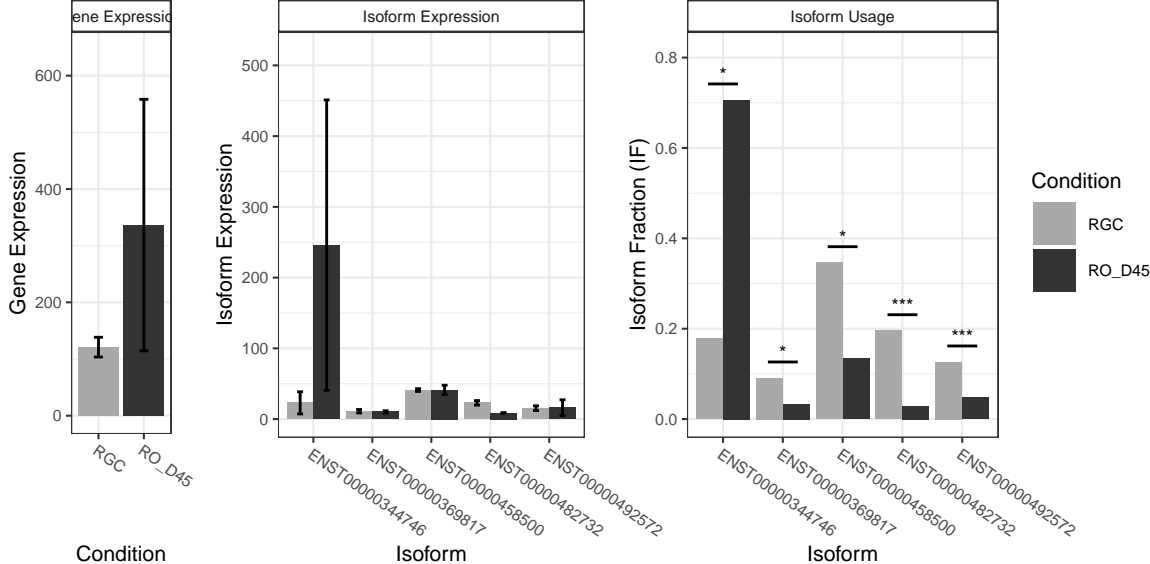 ene Expressio
Gene Expression
600
400
200
0
RGC
RO_D45
Condition
Isoform Expression
Isoform Expression
500
400
300
200
100
0
ENST00000344746
ENST00000369817
ENST00000458500
ENST00000482732
ENST00000492572
Isoform
Isoform Usage
Isoform Fraction (IF)
0.8
0.6
0.4
0.2
0.0
*
*
*
***
***
ENST00000344746
ENST00000369817
ENST00000458500
ENST00000482732
ENST00000492572
Isoform
Condition
RGC
RO_D45